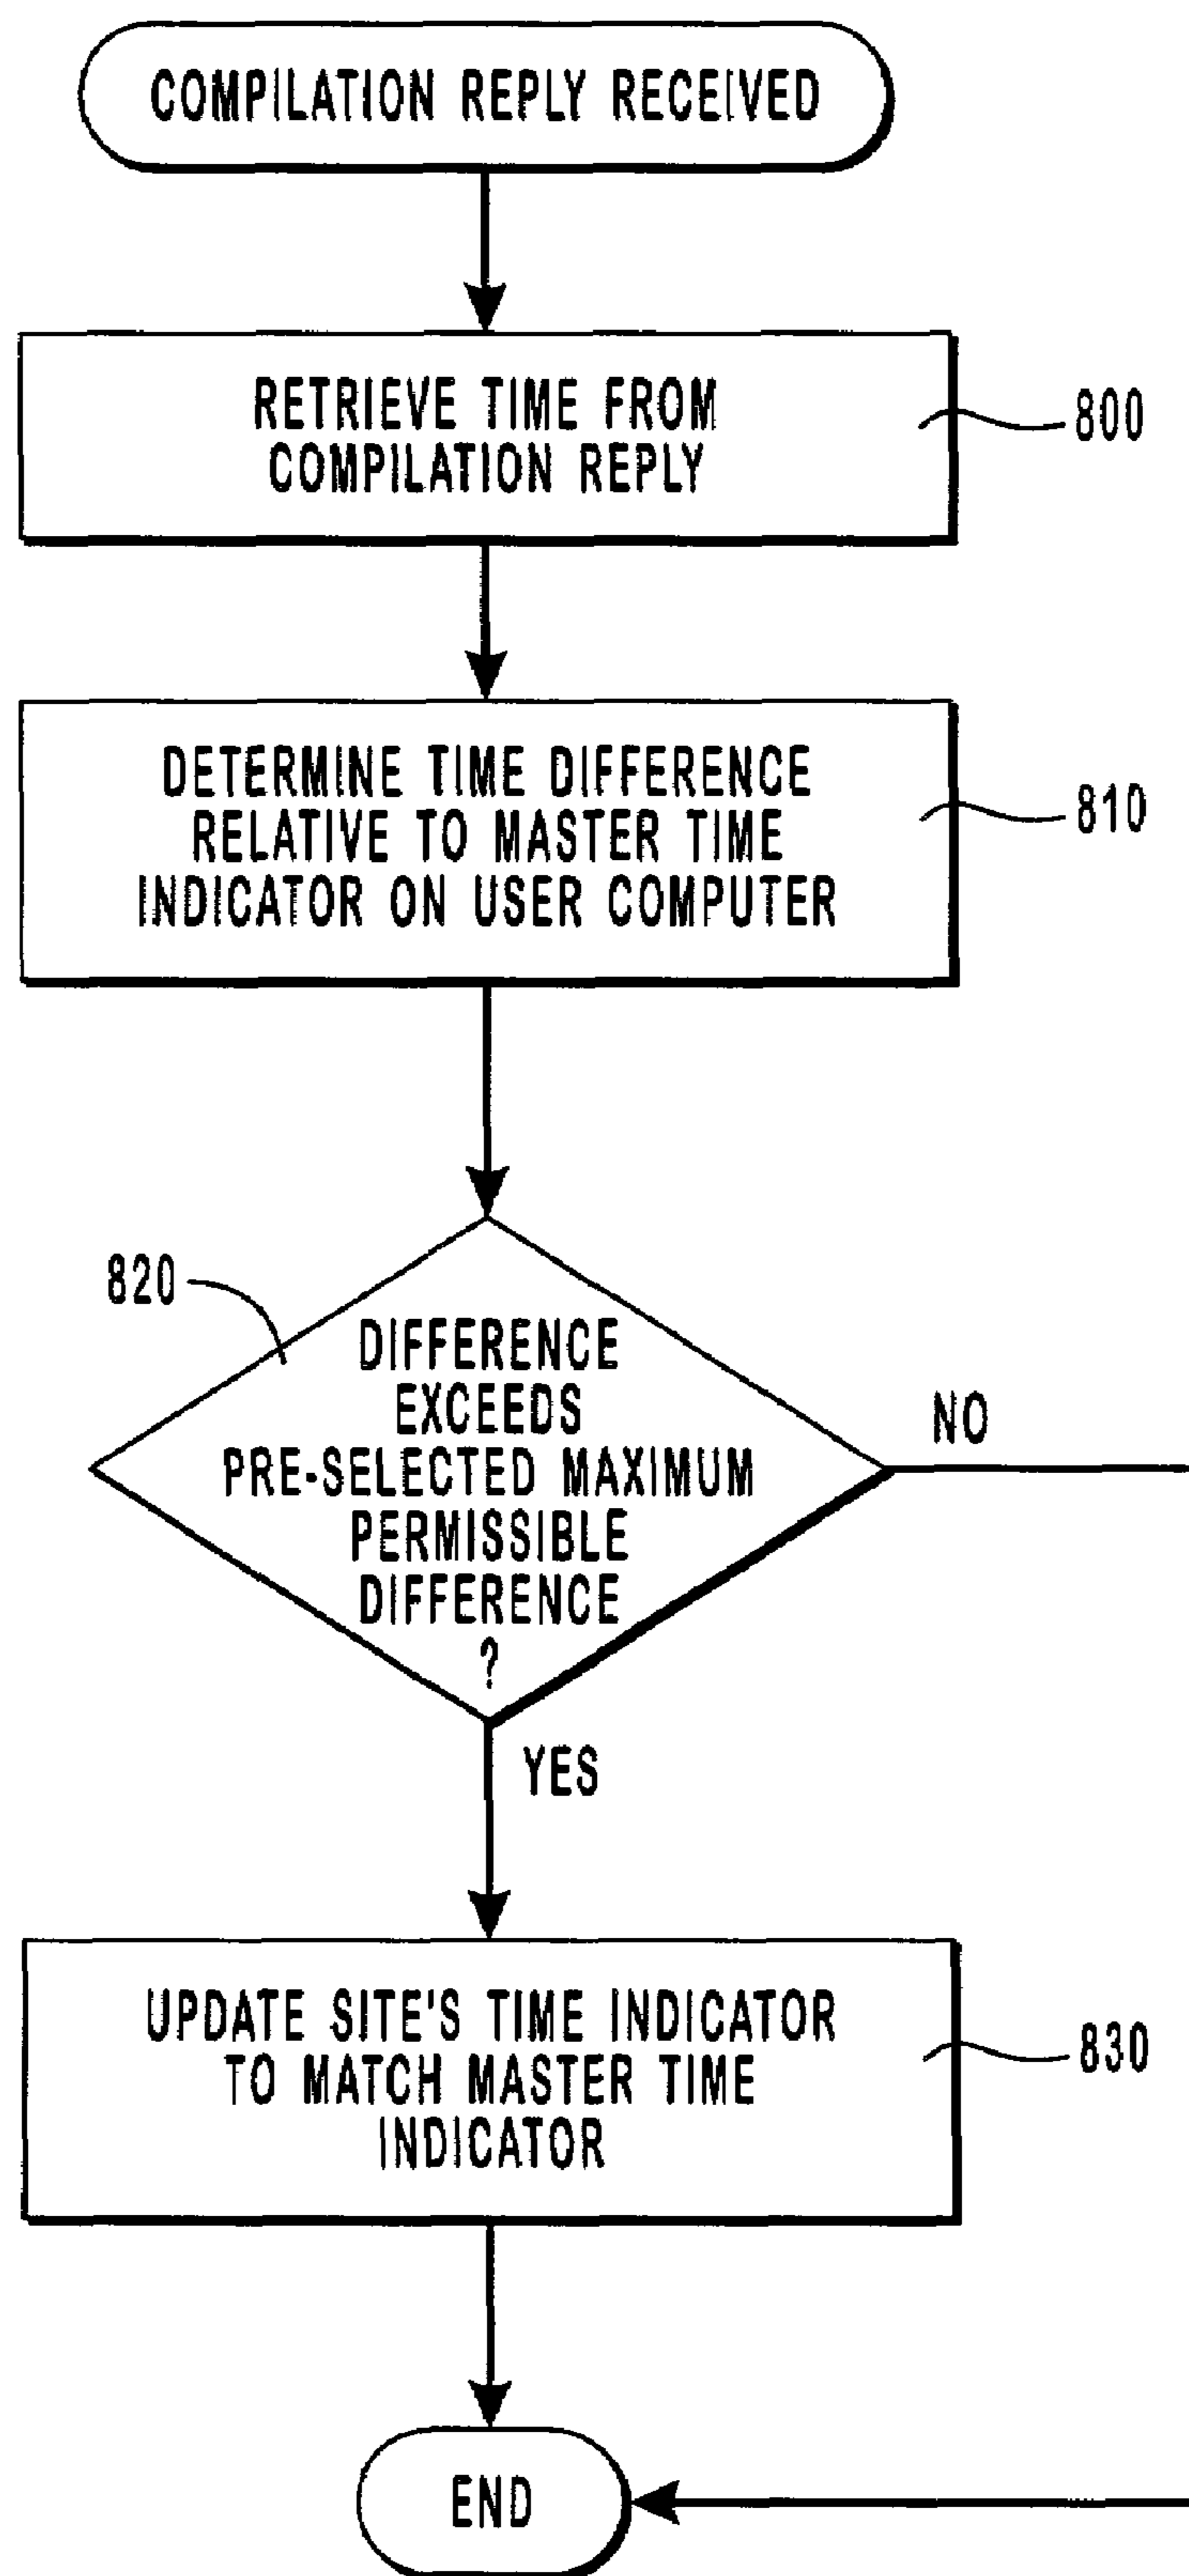 COMPILATION REPLY RECEIVED
RETRIEVE TIME FROM
COMPILATION REPLY
800
DETERMINE TIME DIFFERENCE
RELATIVE TO MASTER TIME
INDICATOR ON USER COMPUTER
810
820
DIFFERENCE
EXCEEDS
PRE-SELECTED MAXIMUM
PERMISSIBLE
DIFFERENCE
?
NO
YES
UPDATE SITE'S TIME INDICATOR
TO MATCH MASTER TIME
INDICATOR
830
END